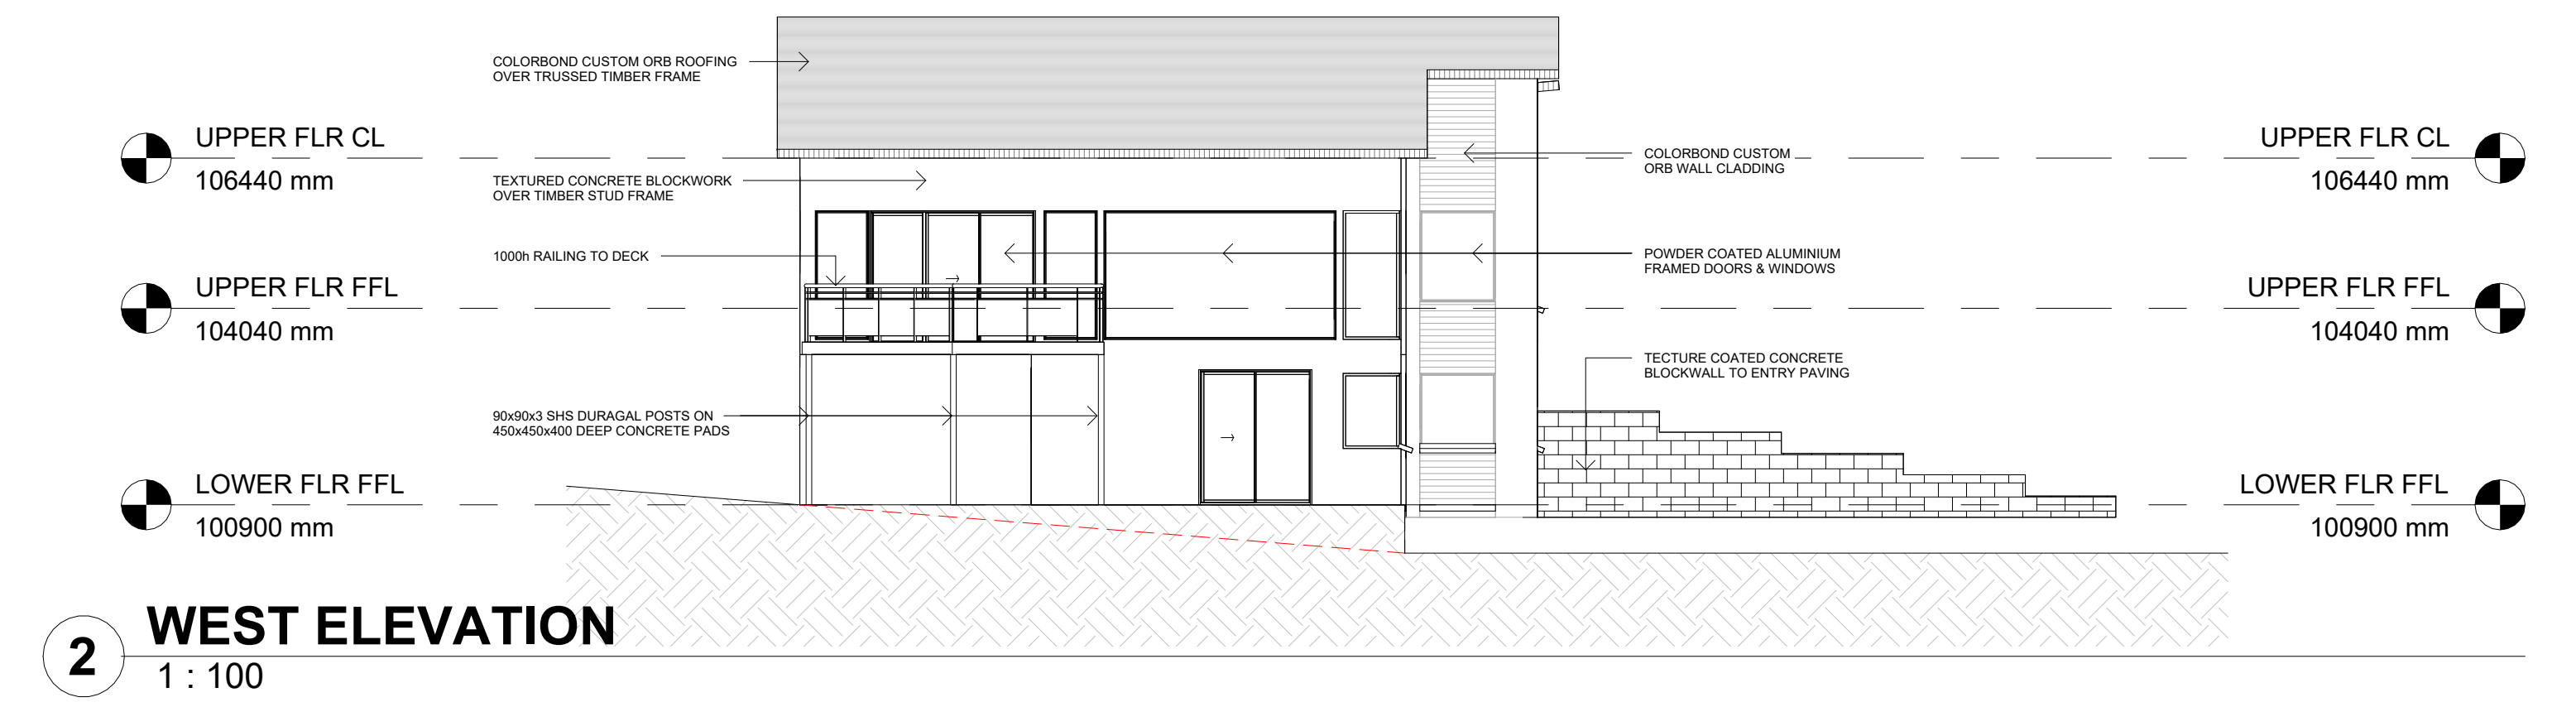 COLORBOND CUSTOM ORB ROOFING
OVER TRUSSED TIMBER FRAME
UPPER FLR CL
106440 mm
UPPER FLR CL
106440 mm
COLORBOND CUSTOM
ORB WALL CLADDING
TEXTURED CONCRETE BLOCKWORK
OVER TIMBER STUD FRAME
1000h RAILING TO DECK
POWDER COATED ALUMINIUM
FRAMED DOORS & WINDOWS
UPPER FLR FFL
104040 mm
UPPER FLR FFL
104040 mm
TECTURE COATED CONCRETE
BLOCKWALL TO ENTRY PAVING
90x90x3 SHS DURAGAL POSTS ON
450x450x400 DEEP CONCRETE PADS
LOWER FLR FFL
100900 mm
LOWER FLR FFL
100900 mm
2
WEST ELEVATION
1 : 100